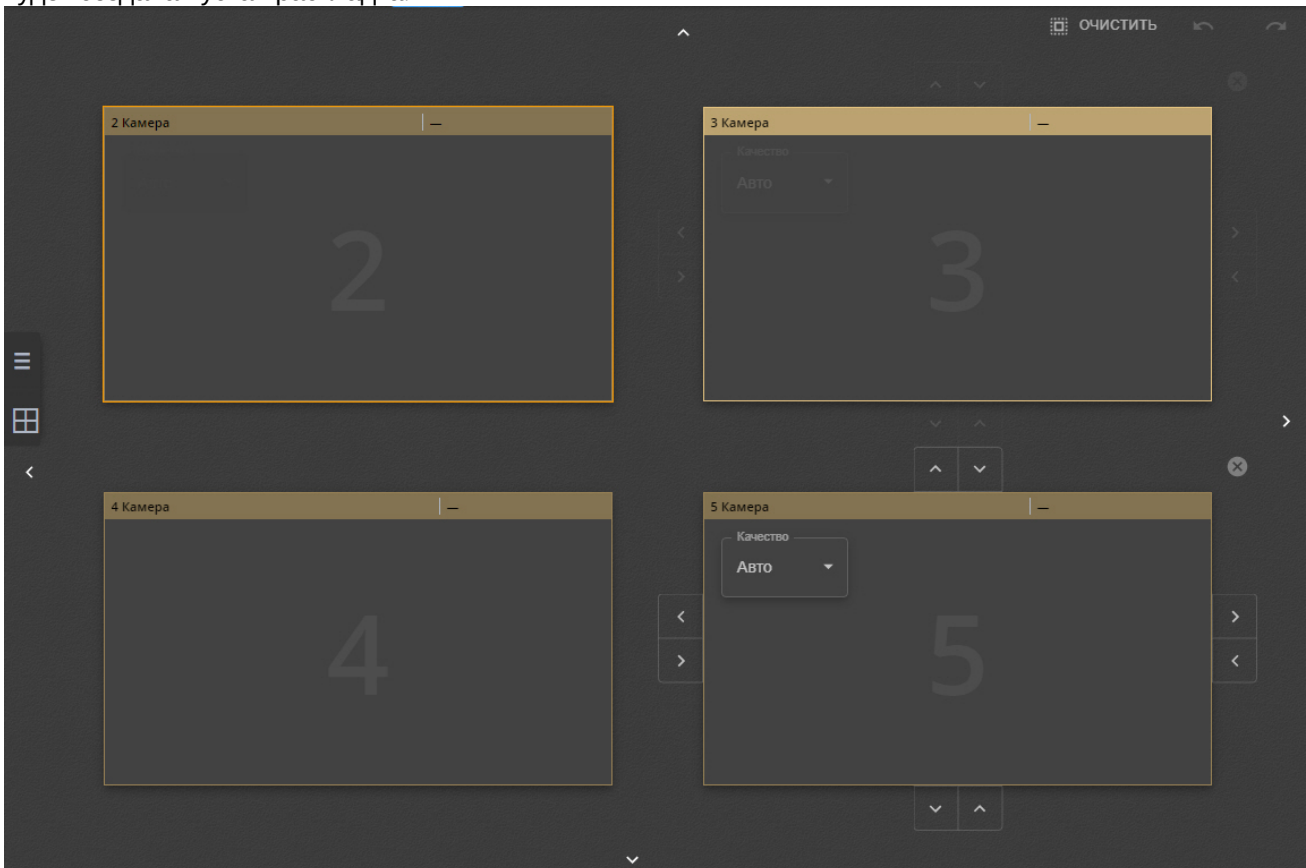 ОЧИСТИТЬ
2 Камера —
3 Камера —
Качество
Авто
2
3
4 Камера —
5 Камера —
Качество
Авто
4
5